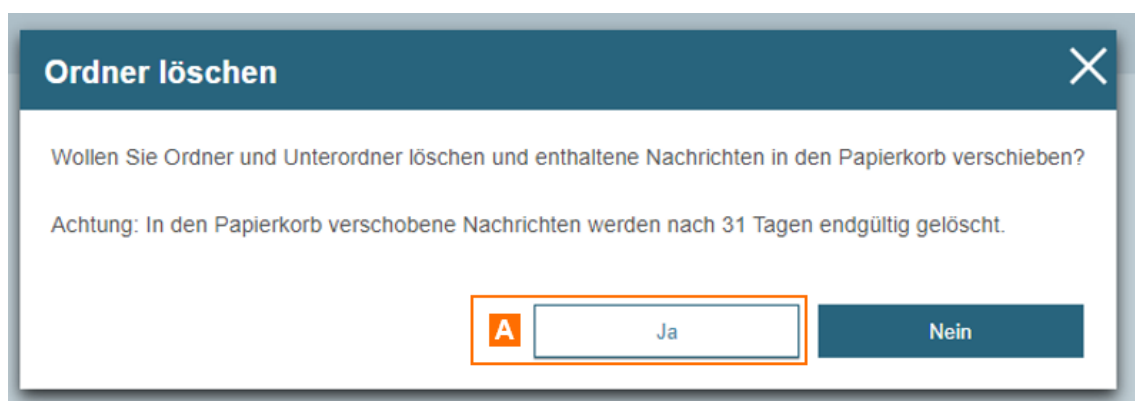 Ordner löschen
Wollen Sie Ordner und Unterordner löschen und enthaltene Nachrichten in den Papierkorb verschieben?
Achtung: In den Papierkorb verschobene Nachrichten werden nach 31 Tagen endgültig gelöscht.
A Ja Nein